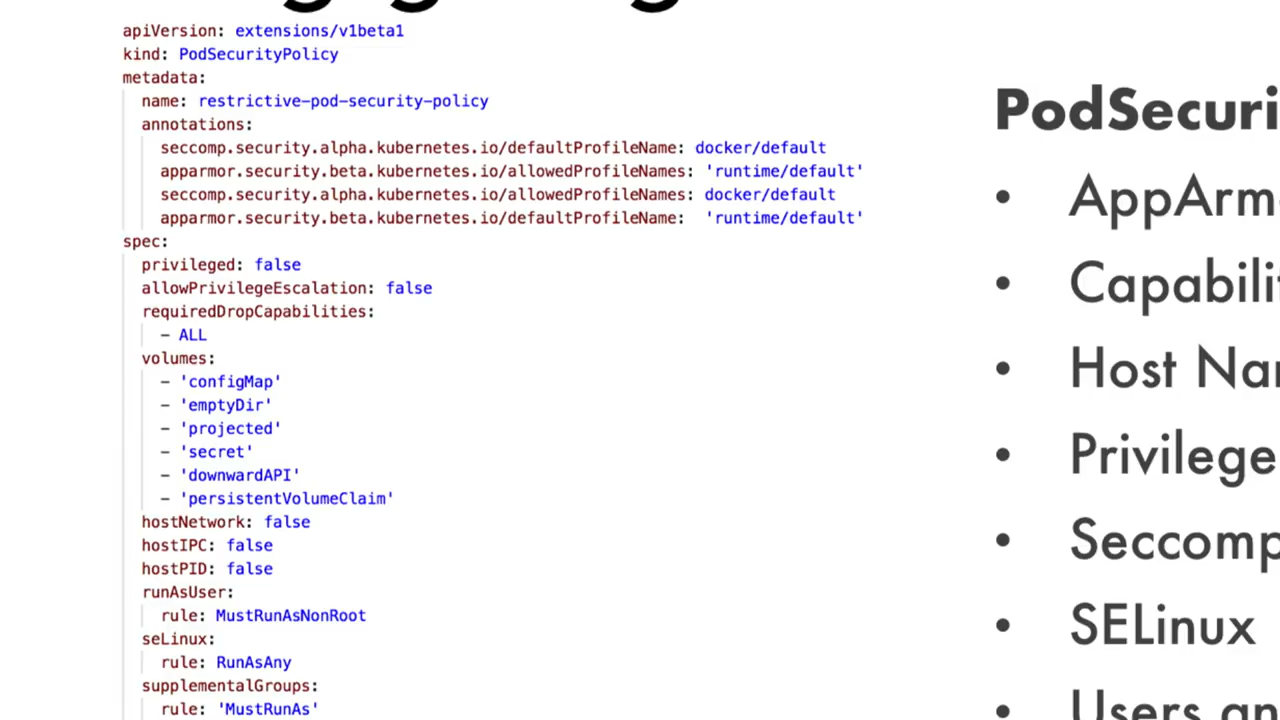 apiVersion: extensions/v1beta1
kind: PodSecurityPolicy
metadata:
name: restrictive-pod-security-policy
annotations:
seccomp.security.alpha.kubernetes.io/defaultProfileName: docker/default
apparmor.security.beta.kubernetes.io/allowedProfileNames: 'runtime/default'
seccomp.security.alpha.kubernetes.io/allowedProfileNames: docker/default
apparmor.security.beta.kubernetes.io/defaultProfileName: 'runtime/default'
spec:
privileged: false
allowPrivilegeEscalation: false
requiredDropCapabilities:
- ALL
volumes:
- 'configMap'
- 'emptyDir'
- 'projected'
- 'secret'
- 'downwardAPI'
- 'persistentVolumeClaim'
hostNetwork: false
hostIPC: false
hostPID: false
runAsUser:
rule: MustRunAsNonRoot
seLinux:
rule: RunAsAny
supplementalGroups:
rule: 'MustRunAs'
PodSecuri
• AppArm
• Capabili
• Host Na
• Privilege
• Seccomp
• SELinux
• Users an